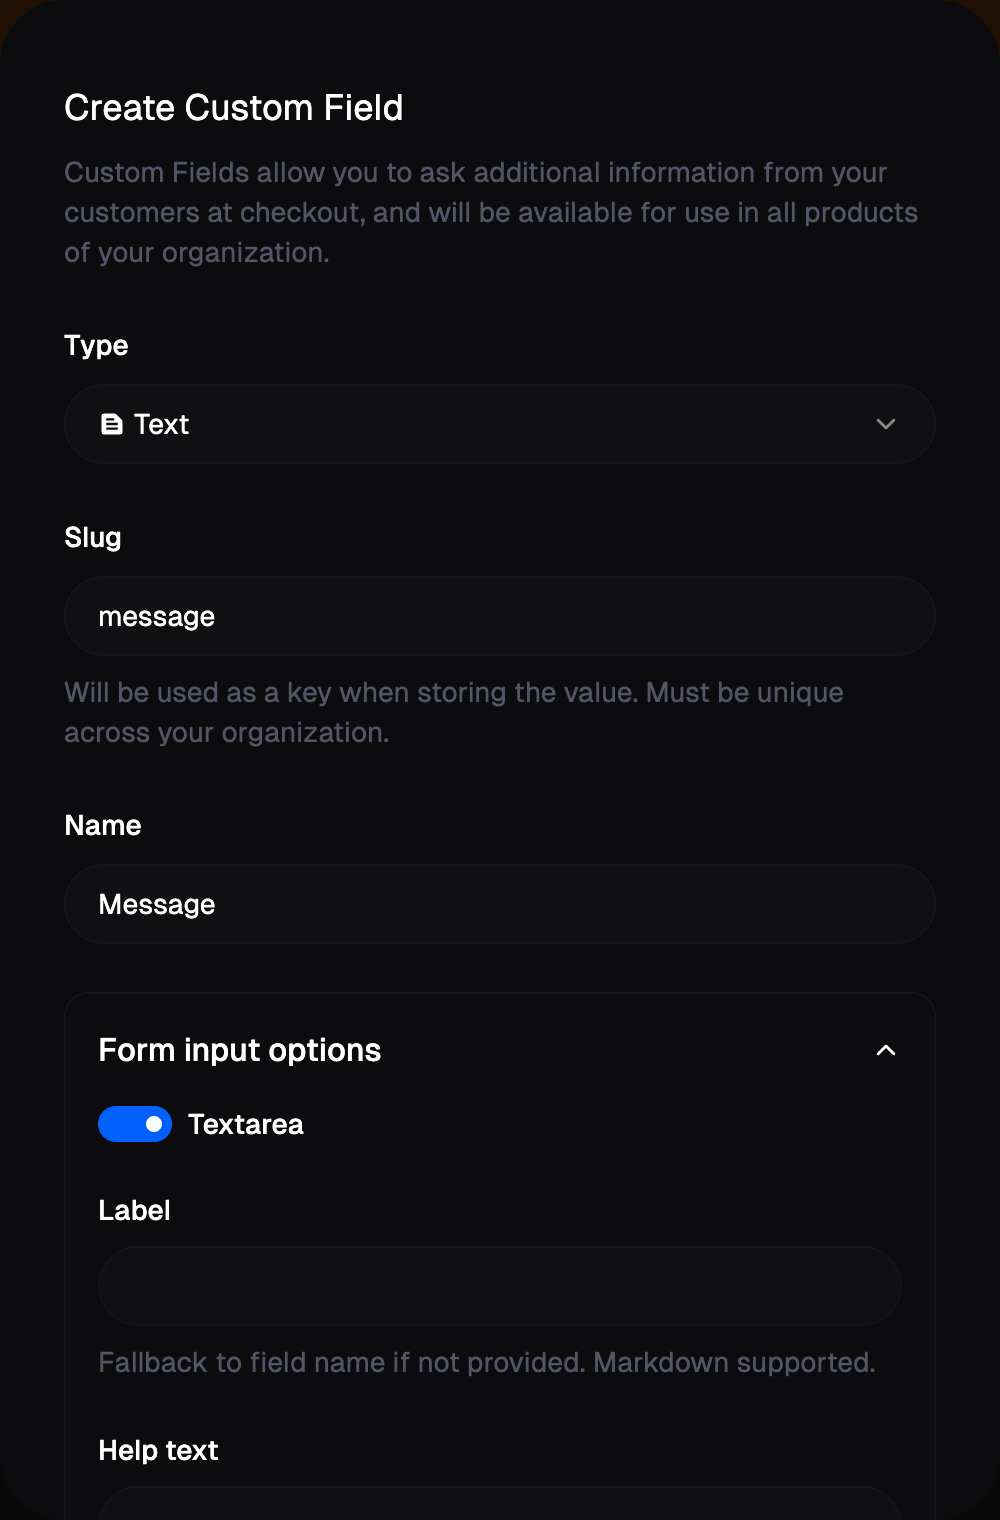 Create Custom Field
Custom Fields allow you to ask additional information from your
customers at checkout, and will be available for use in all products
of your organization.
Type
Text
Slug
message
Will be used as a key when storing the value. Must be unique
across your organization.
Name
Message
Form input options
Textarea
Label
Fallback to field name if not provided. Markdown supported.
Help text